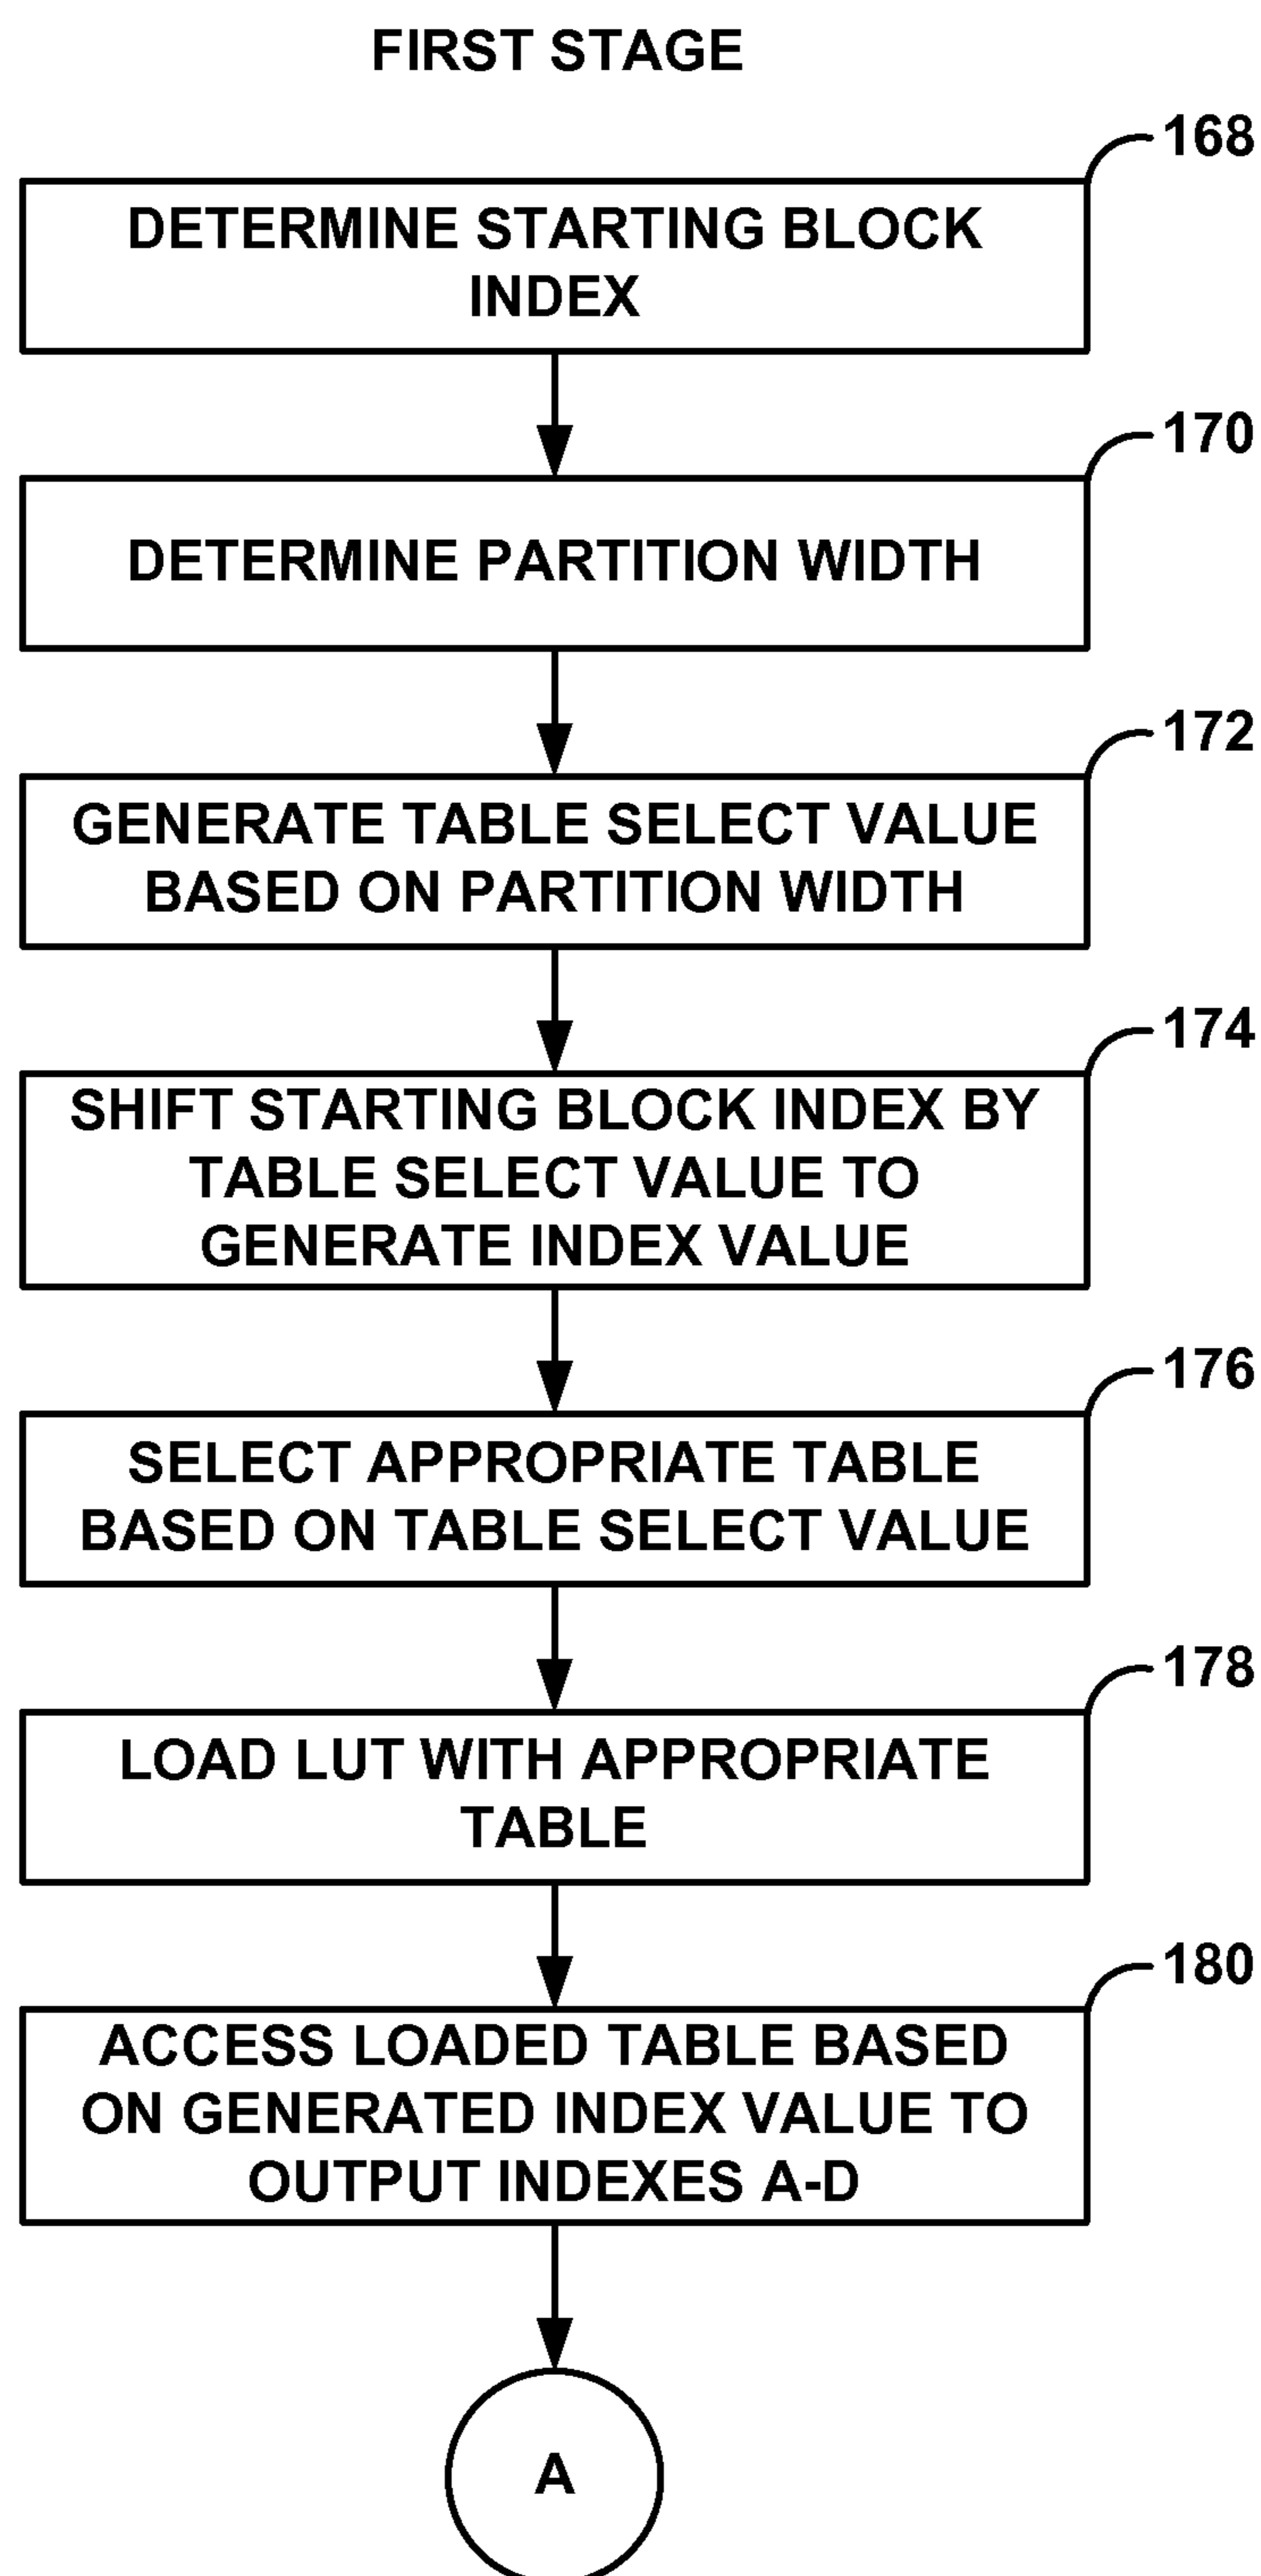 FIRST STAGE
168
DETERMINE STARTING BLOCK
INDEX
170
DETERMINE PARTITION WIDTH
172
GENERATE TABLE SELECT VALUE
BASED ON PARTITION WIDTH
174
SHIFT STARTING BLOCK INDEX BY
TABLE SELECT VALUE TO
GENERATE INDEX VALUE
176
SELECT APPROPRIATE TABLE
BASED ON TABLE SELECT VALUE
178
LOAD LUT WITH APPROPRIATE
TABLE
180
ACCESS LOADED TABLE BASED
ON GENERATED INDEX VALUE TO
OUTPUT INDEXES A-D
A